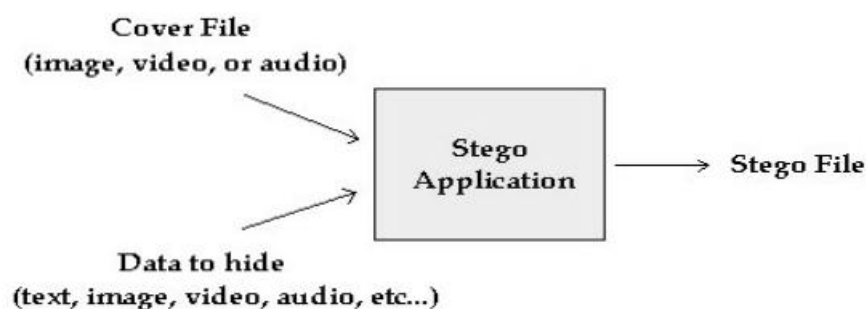 Cover File
(image, video, or audio)
Stego
Application
Stego File
Data to hide
(text, image, video, audio, etc...)